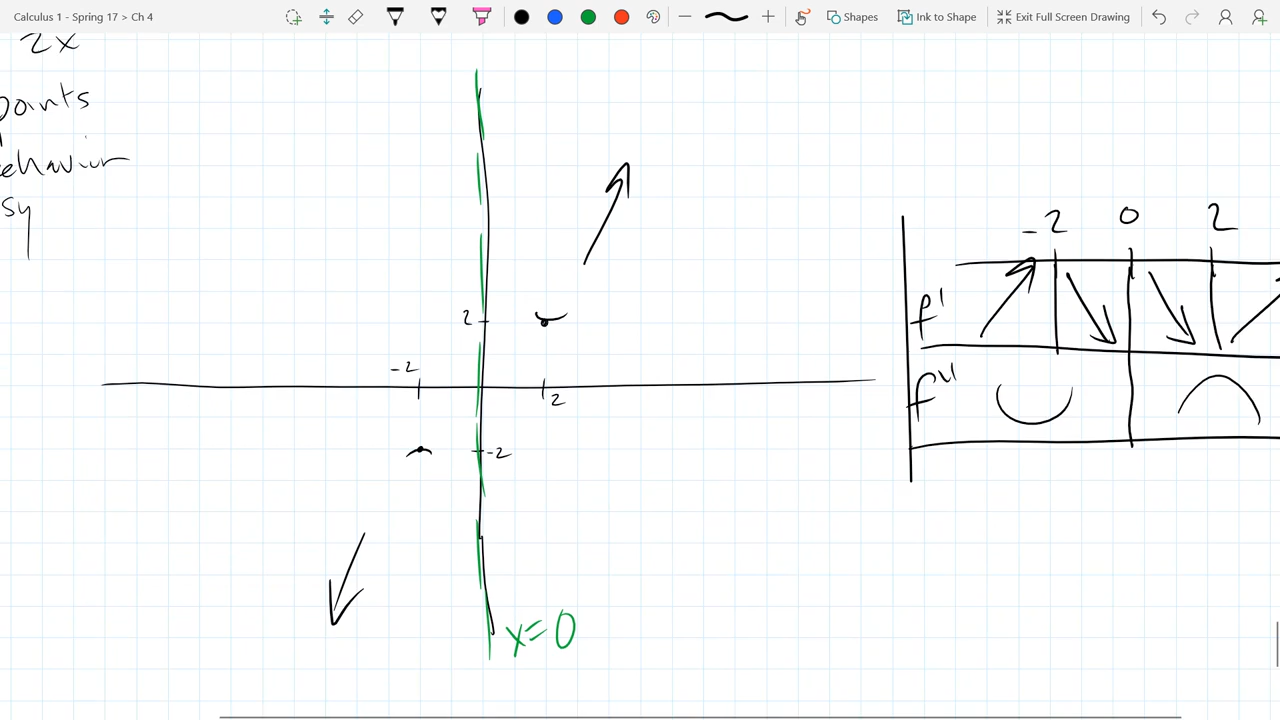 Calculus 1 - Spring 17 > Ch 4
Shapes
Ink to Shape
Exit Full Screen Drawing
2x
points
ehavior
sy
-2 0 2
f'
f''
2
-2
2
-2
x=0